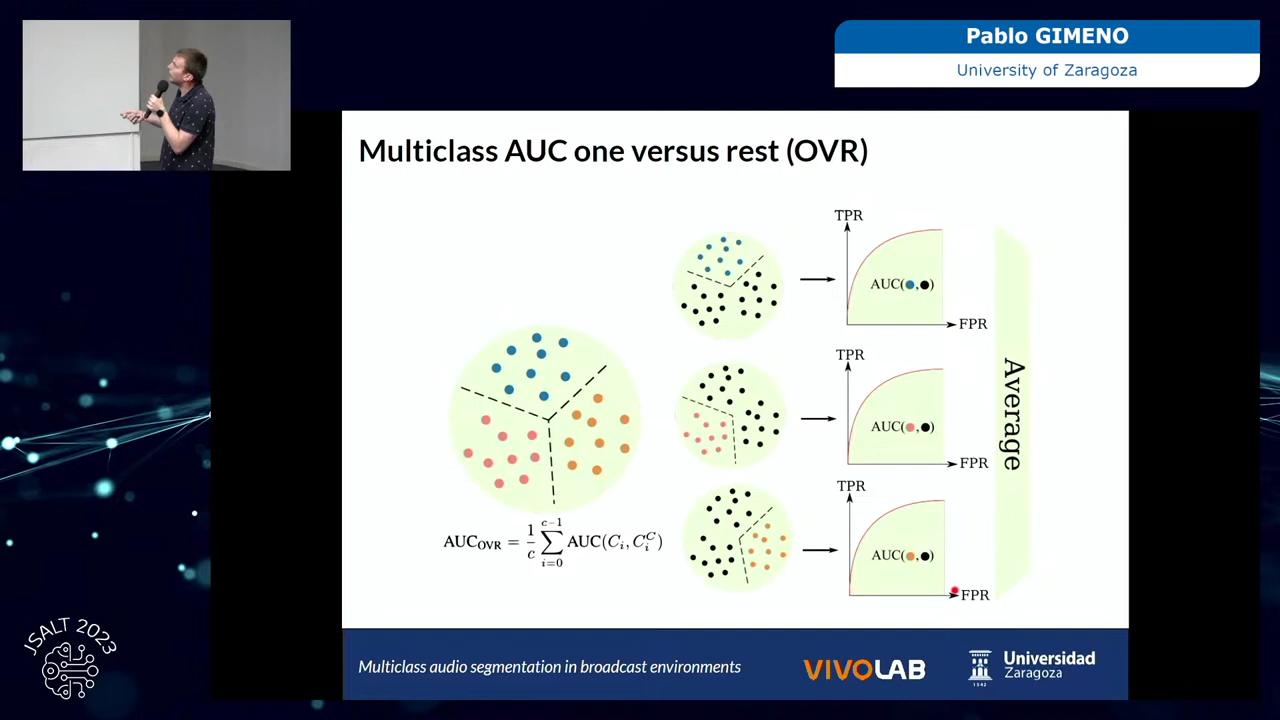 Pablo GIMENO
University of Zaragoza
Multiclass AUC one versus rest (OVR)
TPR
AUC(●,●)
FPR
TPR
AUC(●,●)
FPR
TPR
AUC(●,●)
FPR
Average
AUC_OVR = 1/c ∑_{i=0}^{c-1} AUC(C_i, C_i^C)
Multiclass audio segmentation in broadcast environments
VIVOLAB
1542
Universidad
Zaragoza
JSALT 2023